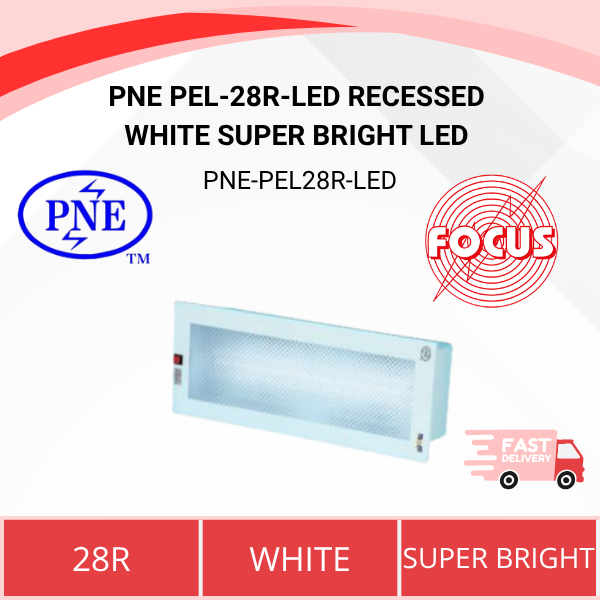 PNE PEL-28R-LED RECESSED
WHITE SUPER BRIGHT LED
PNE-PEL28R-LED
PNE
TM
FOCUS
FAST
DELIVERY
28R
WHITE
SUPER BRIGHT